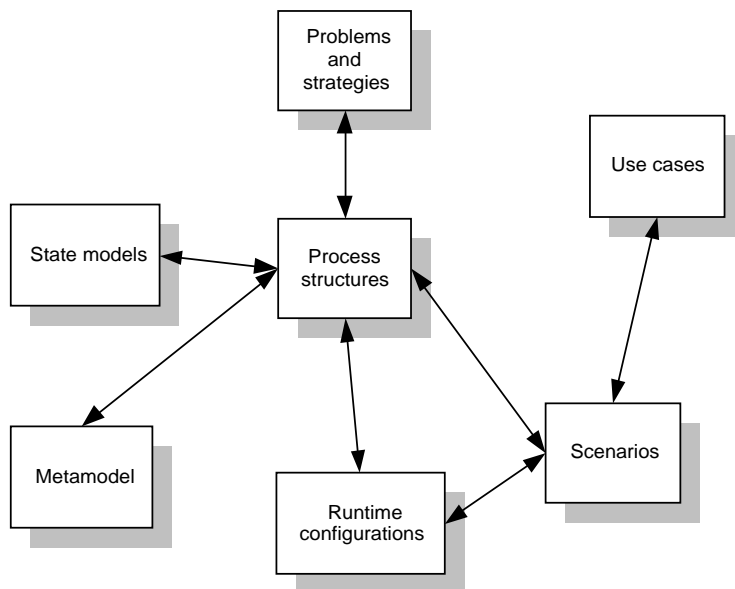 Problems
and
strategies
Use cases
State models
Process
structures
Metamodel
Runtime
configurations
Scenarios